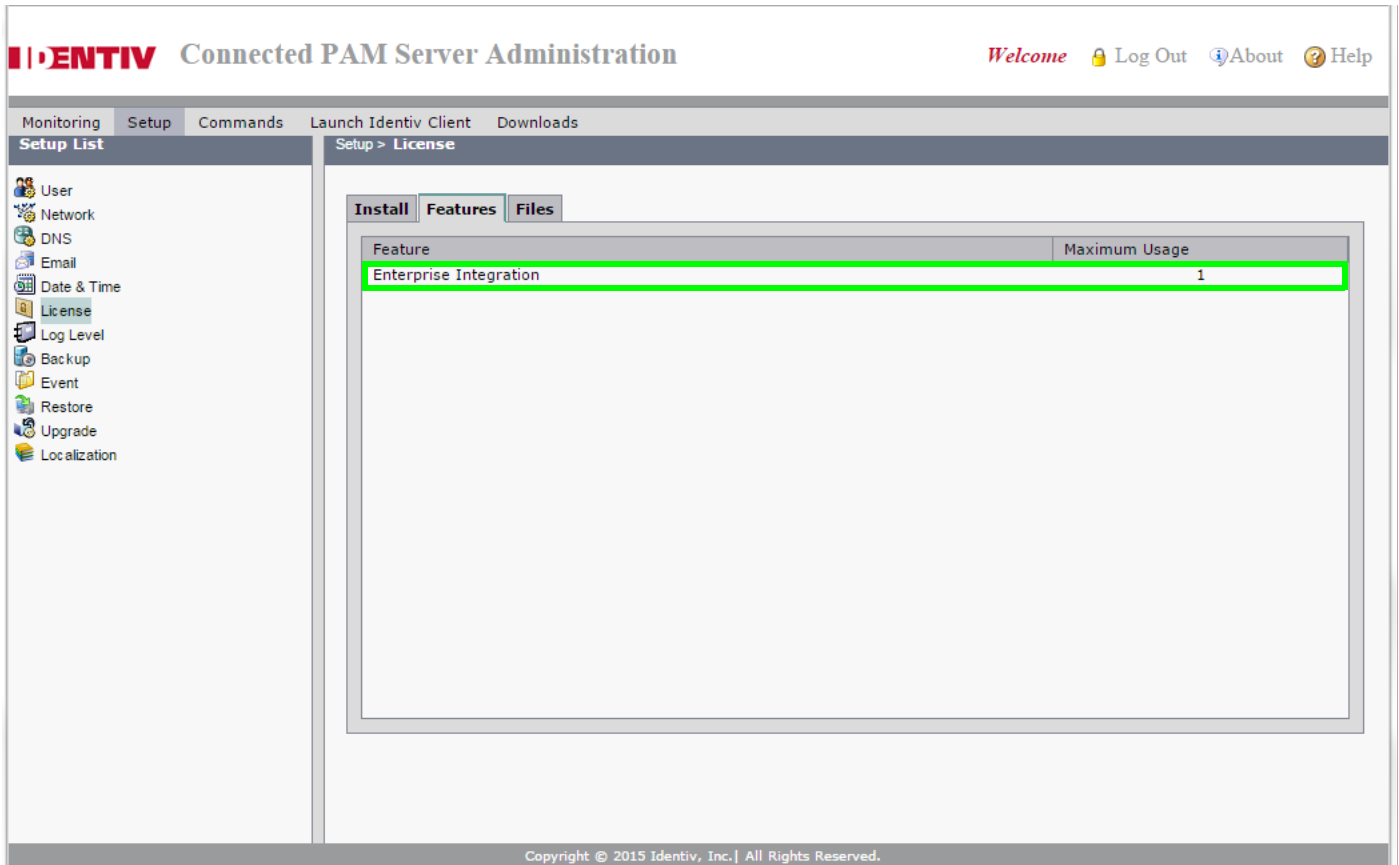 IDENTIV Connected PAM Server Administration Welcome Log Out About Help
Monitoring Setup Commands Launch Identiv Client Downloads
Setup List
Setup > License
User
Network
DNS
Email
Date & Time
License
Log Level
Backup
Event
Restore
Upgrade
Localization
Install Features Files
Feature Maximum Usage
Enterprise Integration 1
Copyright © 2015 Identiv, Inc.| All Rights Reserved.